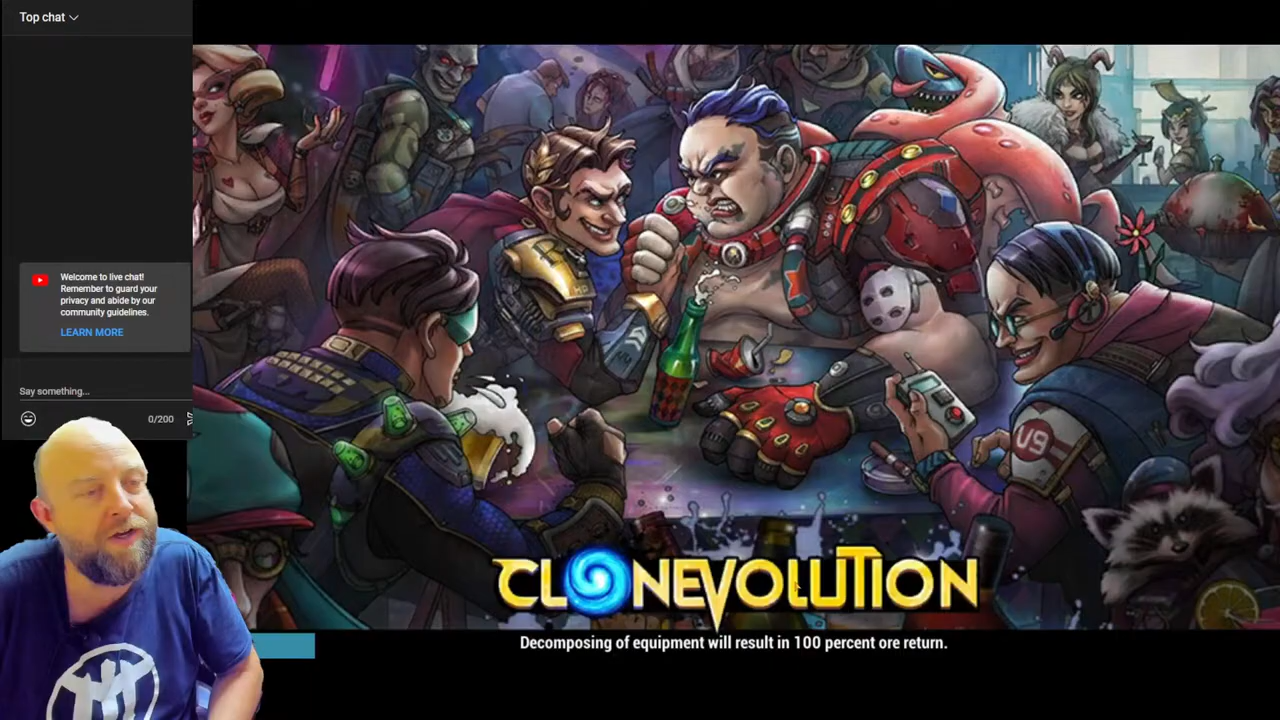 Top chat
Welcome to live chat!
Remember to guard your
privacy and abide by our
community guidelines.
LEARN MORE
Say something...
0/200
U9
CLONEVOLUTION
Decomposing of equipment will result in 100 percent ore return.